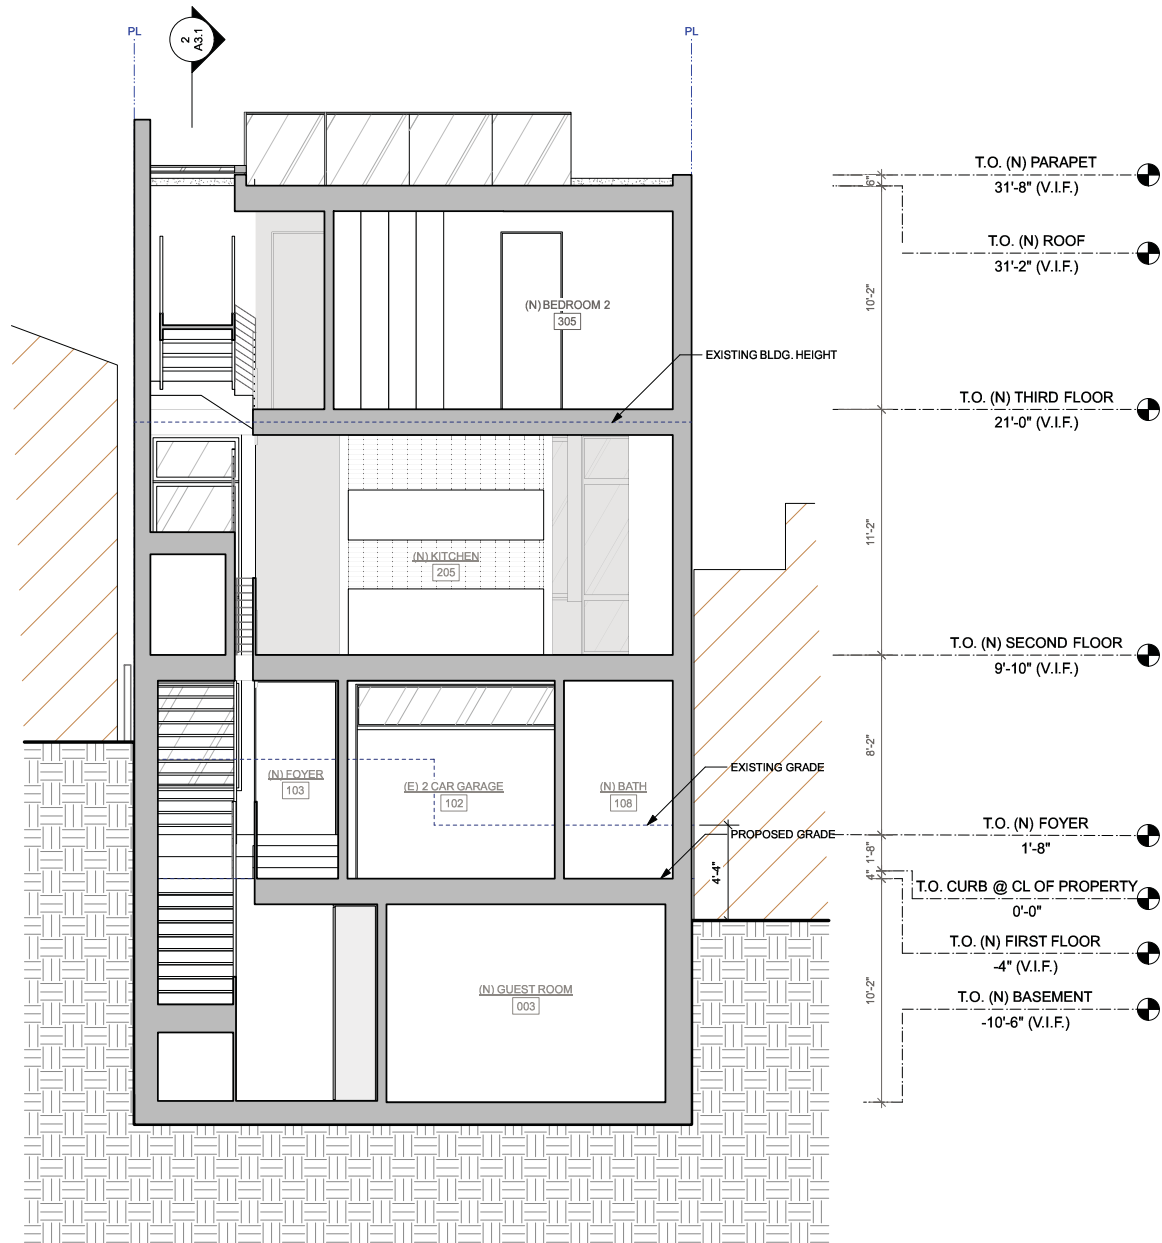 PL
PL
2
A3.1
T.O. (N) PARAPET
31'-8" (V.I.F.)
6"
T.O. (N) ROOF
31'-2" (V.I.F.)
10'-2"
(N) BEDROOM 2
305
EXISTING BLDG. HEIGHT
T.O. (N) THIRD FLOOR
21'-0" (V.I.F.)
11'-2"
(N) KITCHEN
205
T.O. (N) SECOND FLOOR
9'-10" (V.I.F.)
8'-2"
(N) FOYER
103
(E) 2 CAR GARAGE
102
(N) BATH
108
EXISTING GRADE
PROPOSED GRADE
4'-4"
T.O. (N) FOYER
1'-8"
1'-8"
4"
T.O. CURB @ CL OF PROPERTY
0'-0"
T.O. (N) FIRST FLOOR
-4" (V.I.F.)
10'-2"
(N) GUEST ROOM
003
T.O. (N) BASEMENT
-10'-6" (V.I.F.)